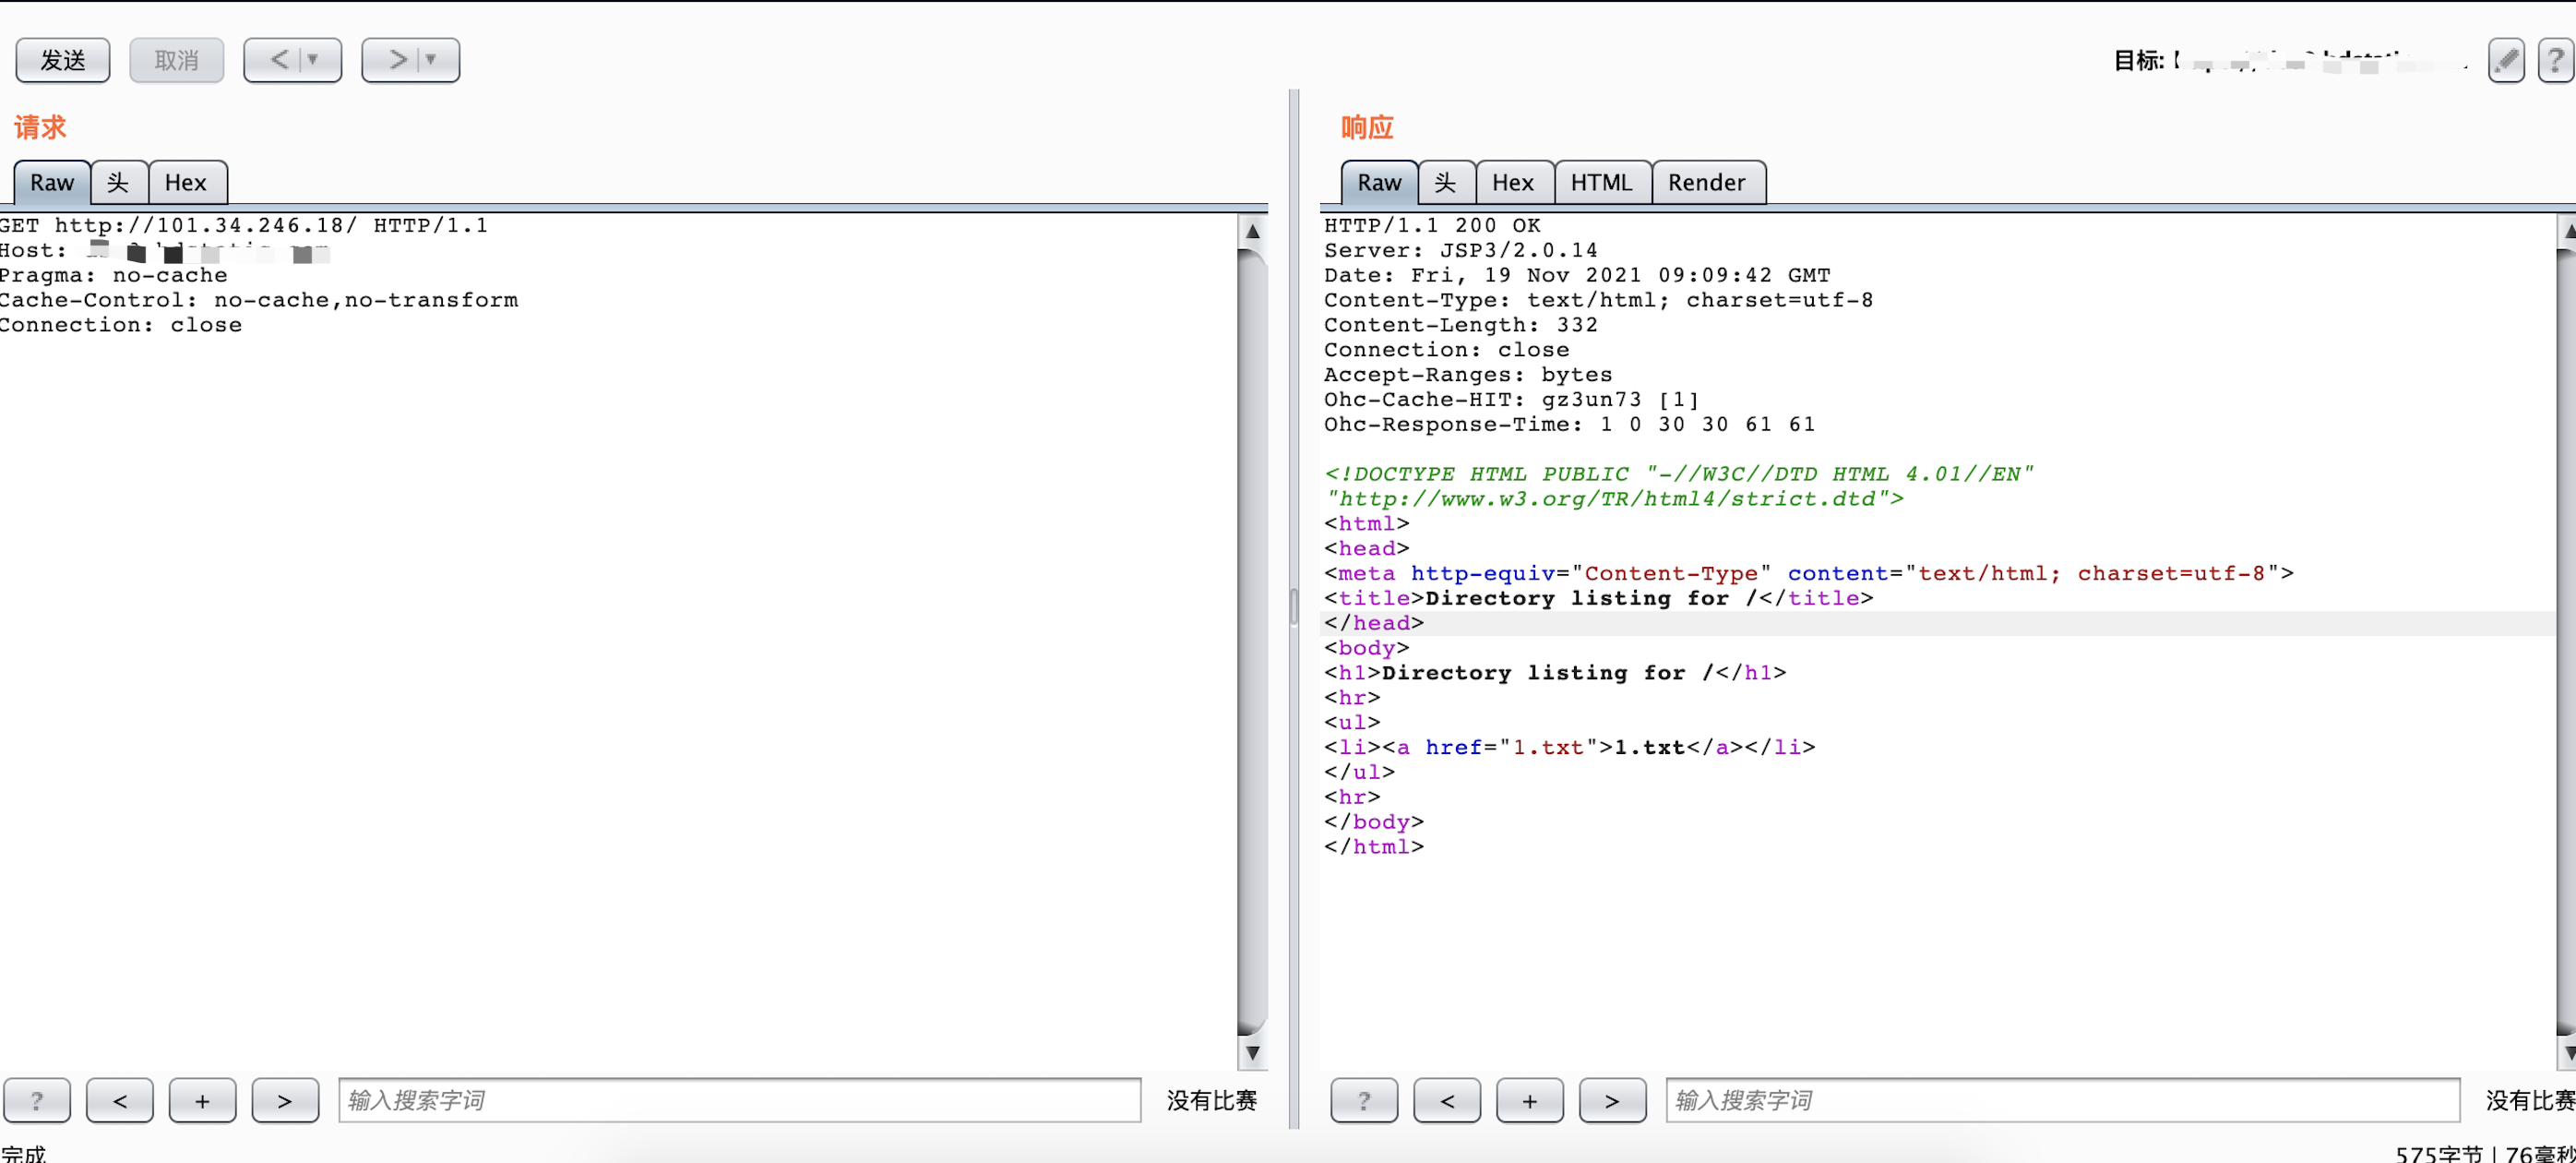 发送 取消 < > 目标:
请求
Raw 头 Hex
GET http://101.34.246.18/ HTTP/1.1
Host:
Pragma: no-cache
Cache-Control: no-cache,no-transform
Connection: close
? < + > 输入搜索字词 没有比赛
完成
响应
Raw 头 Hex HTML Render
HTTP/1.1 200 OK
Server: JSP3/2.0.14
Date: Fri, 19 Nov 2021 09:09:42 GMT
Content-Type: text/html; charset=utf-8
Content-Length: 332
Connection: close
Accept-Ranges: bytes
Ohc-Cache-HIT: gz3un73 [1]
Ohc-Response-Time: 1 0 30 30 61 61
<!DOCTYPE HTML PUBLIC "-//W3C//DTD HTML 4.01//EN"
"http://www.w3.org/TR/html4/strict.dtd">
<html>
<head>
<meta http-equiv="Content-Type" content="text/html; charset=utf-8">
<title>Directory listing for /</title>
</head>
<body>
<h1>Directory listing for /</h1>
<hr>
<ul>
<li><a href="1.txt">1.txt</a></li>
</ul>
<hr>
</body>
</html>
? < + > 输入搜索字词 没有比赛
575字节 | 76毫秒